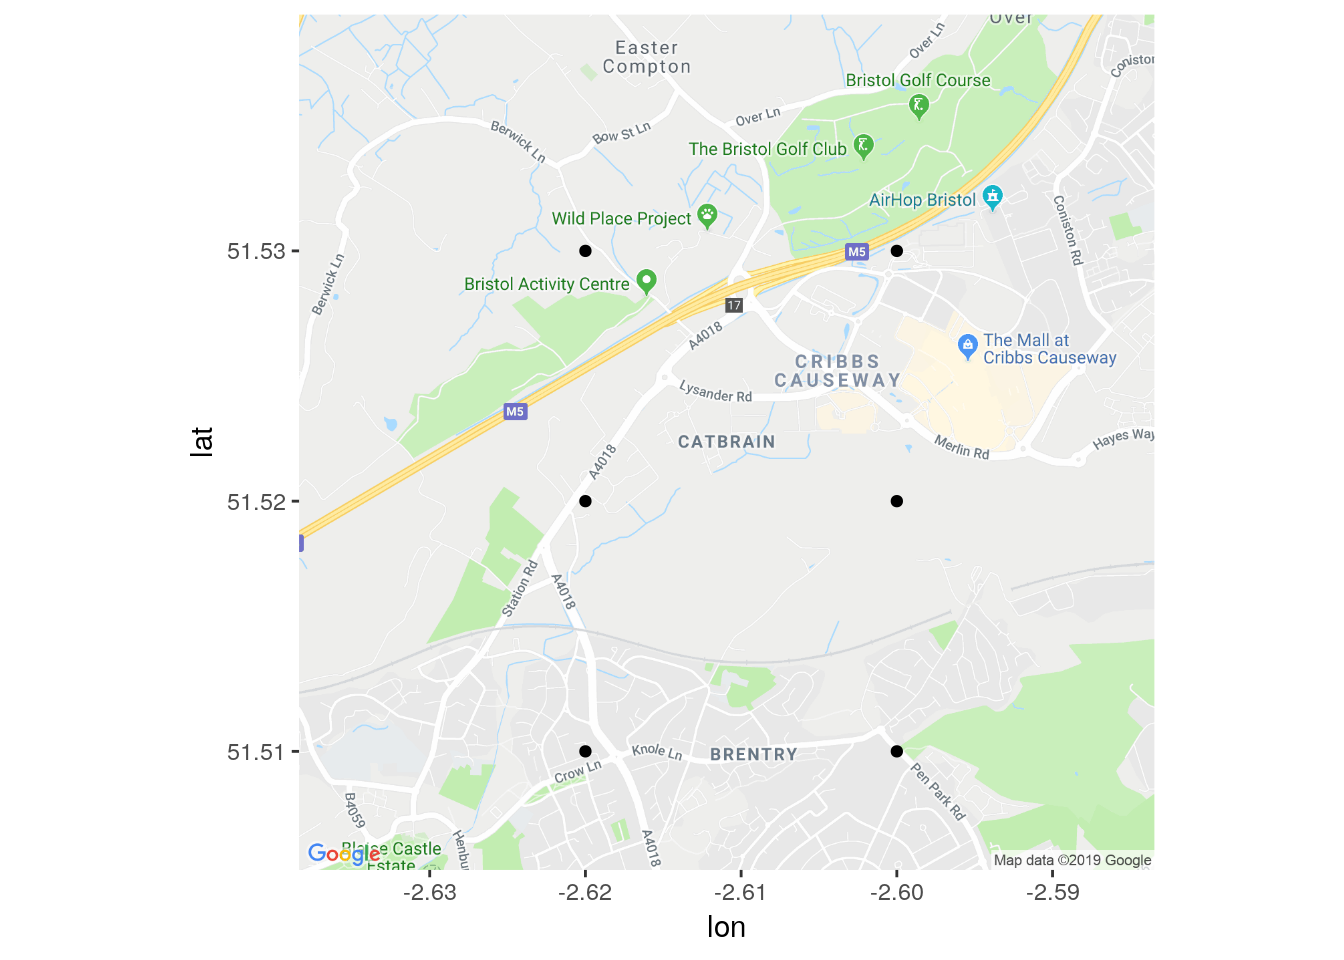 Over
Easter
Compton
Over Ln
Coniston
Bristol Golf Course
Over Ln
Bow St Ln
Berwick Ln
The Bristol Golf Club
AirHop Bristol
Wild Place Project
Coniston Rd
51.53
M5
Berwick Ln
Bristol Activity Centre
17
A4018
The Mall at
Cribbs Causeway
CRIBBS
CAUSEWAY
Lysander Rd
M5
lat
CATBRAIN
Merlin Rd
Hayes Way
A4018
51.52
Station Rd
A4018
51.51
Knole Ln
BRENTRY
Crow Ln
Pen Park Rd
B4059
Henbu
A4018
Blaise Castle
Estate
Google
Map data ©2019 Google
-2.63
-2.62
-2.61
-2.60
-2.59
lon